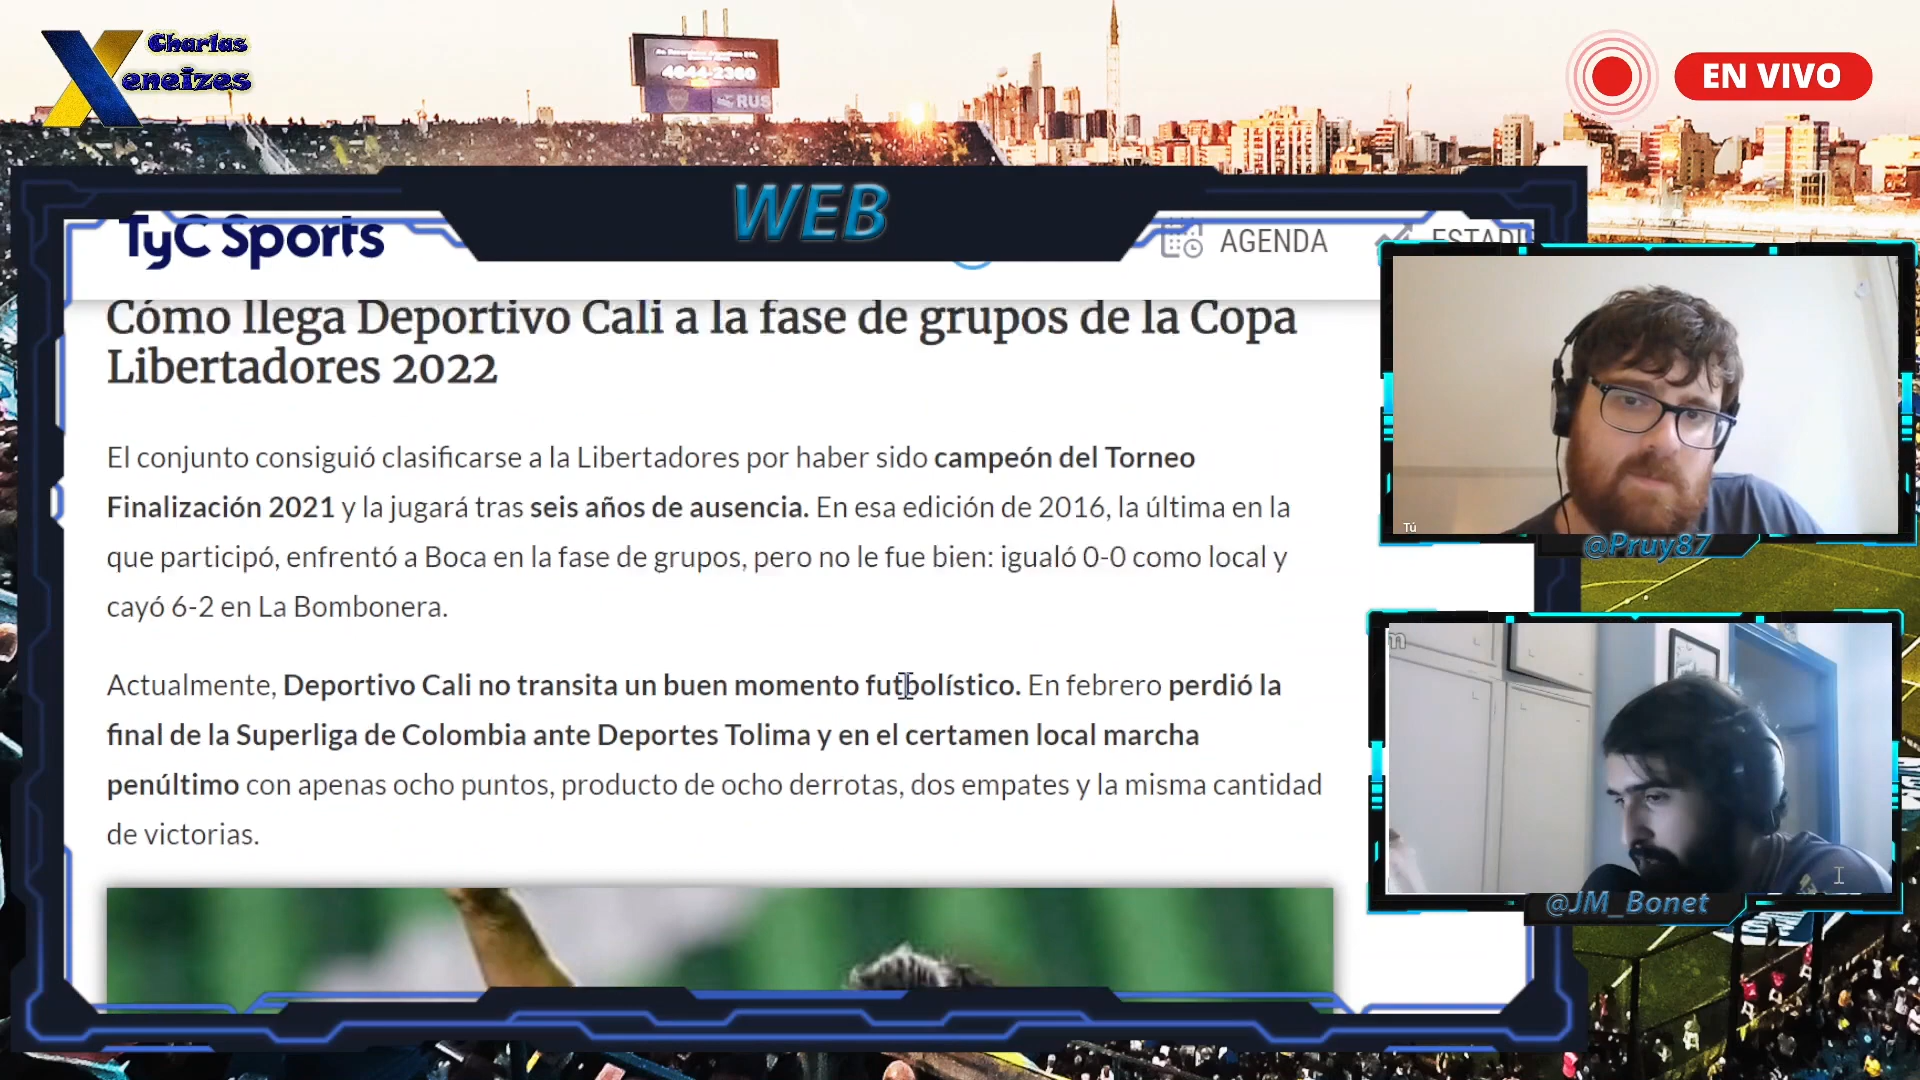 Charlas
Xeneizes
4644-2300
RUS
EN VIVO
WEB
TyC Sports
AGENDA
Cómo llega Deportivo Cali a la fase de grupos de la Copa
Libertadores 2022
El conjunto consiguió clasificarse a la Libertadores por haber sido campeón del Torneo
Finalización 2021 y la jugará tras seis años de ausencia. En esa edición de 2016, la última en la
que participó, enfrentó a Boca en la fase de grupos, pero no le fue bien: igualó 0-0 como local y
cayó 6-2 en La Bombonera.
Actualmente, Deportivo Cali no transita un buen momento futbolístico. En febrero perdió la
final de la Superliga de Colombia ante Deportes Tolima y en el certamen local marcha
penúltimo con apenas ocho puntos, producto de ocho derrotas, dos empates y la misma cantidad
de victorias.
Tú
@Pruy87
@JM_Bonet